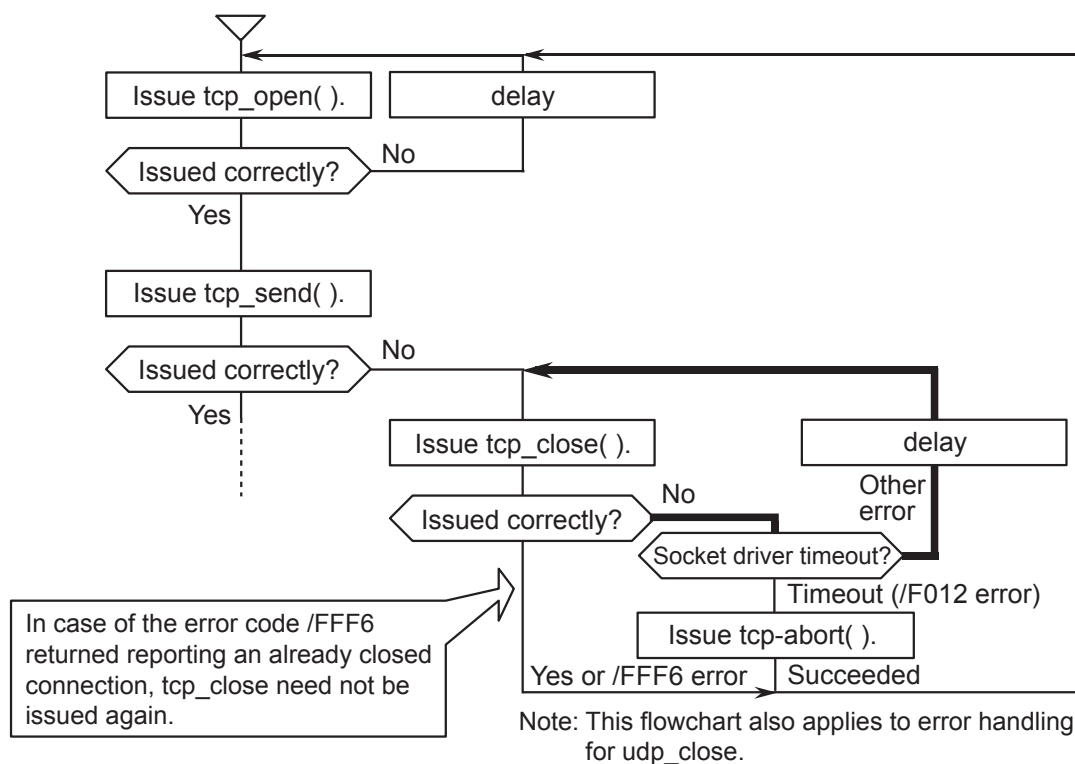 Issue tcp_open( ).
delay
Issued correctly?
No
Yes
Issue tcp_send( ).
Issued correctly?
No
Yes
Issue tcp_close( ).
delay
Other
error
No
Issued correctly?
Socket driver timeout?
Timeout (/F012 error)
In case of the error code /FFF6
returned reporting an already closed
connection, tcp_close need not be
issued again.
Issue tcp-abort( ).
Yes or /FFF6 error
Succeeded
Note: This flowchart also applies to error handling
for udp_close.